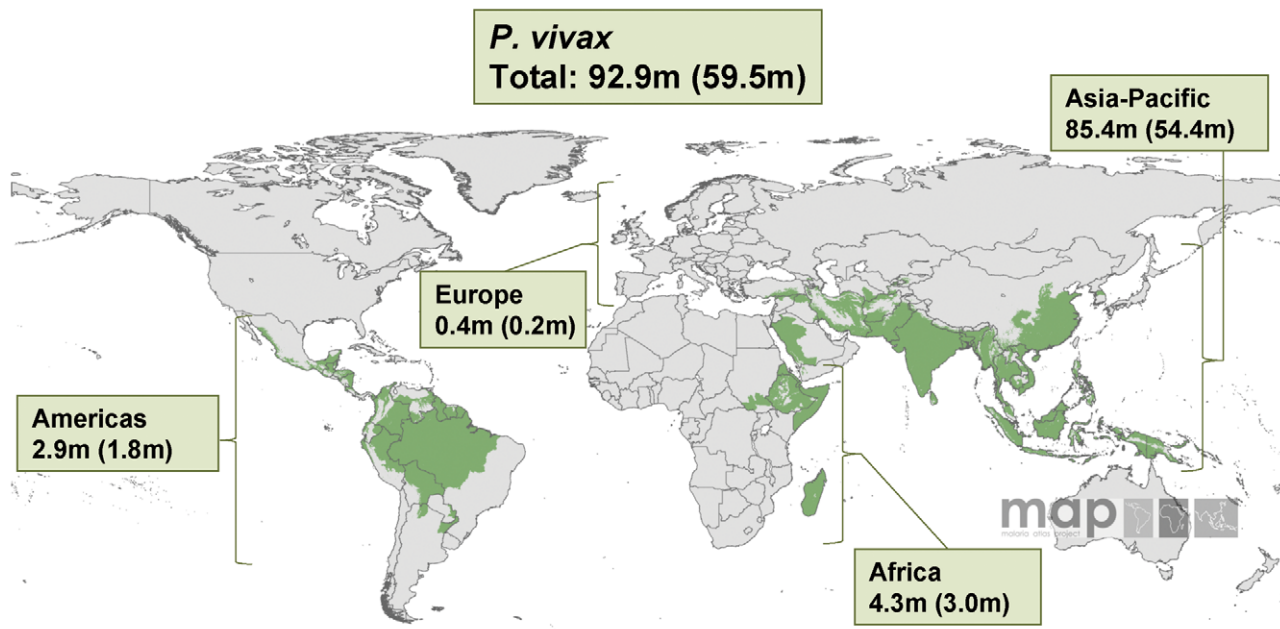 P. vivax
Total: 92.9m (59.5m)
Asia-Pacific
85.4m (54.4m)
Europe
0.4m (0.2m)
Americas
2.9m (1.8m)
map
malaria atlas project
Africa
4.3m (3.0m)